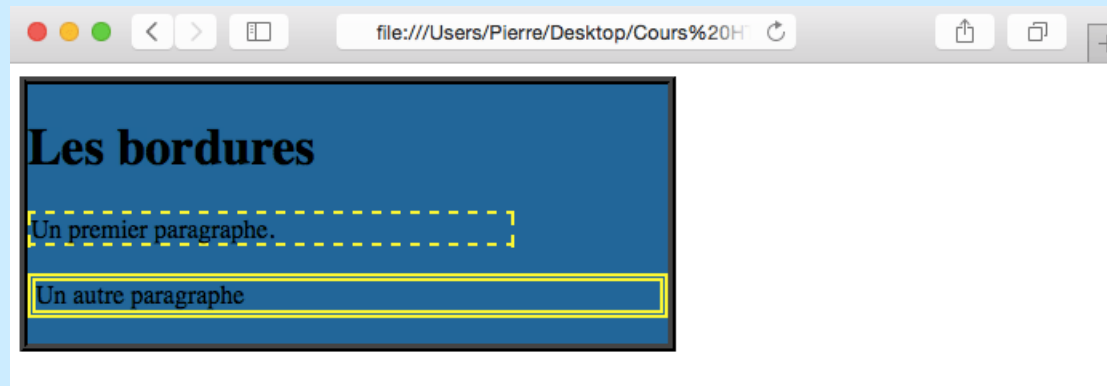 file:///Users/Pierre/Desktop/Cours%20H
Les bordures
Un premier paragraphe.
Un autre paragraphe